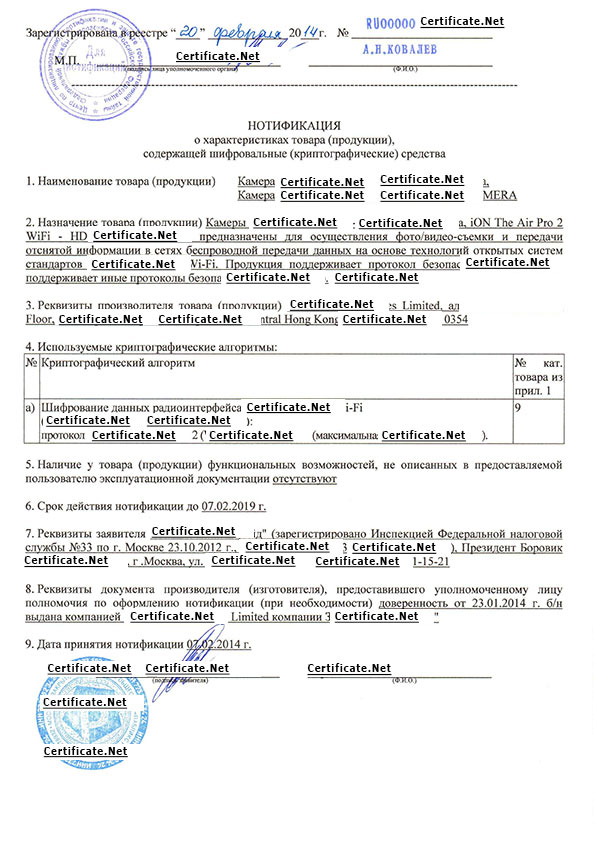 Зарегистрирована в реестре “ 20 ” февраля 2014г. № RU00000 Certificate.Net
А.Н.КОВАЛЕВ
М.П. Certificate.Net
(подпись лица уполномоченного органа) (Ф.И.О.)
Для нотификаций
НОТИФИКАЦИЯ
о характеристиках товара (продукции),
содержащей шифровальные (криптографические) средства
1. Наименование товара (продукции) Камера Certificate.Net Certificate.Net
Камера Certificate.Net Certificate.Net MERA
2. Назначение товара (продукции) Камеры Certificate.Net Certificate.Net а, iON The Air Pro 2
WiFi - HD Certificate.Net предназначены для осуществления фото/видео-съемки и передачи
отснятой информации в сетях беспроводной передачи данных на основе технологий открытых систем
стандартов Certificate.Net Wi-Fi. Продукция поддерживает протокол безопас Certificate.Net
поддерживает иные протоколы безопа Certificate.Net , Certificate.Net
3. Реквизиты производителя товара (продукции) Certificate.Net es Limited, ад
Floor, Certificate.Net Certificate.Net ntral Hong Kong Certificate.Net 0354
4. Используемые криптографические алгоритмы:
№ Криптографический алгоритм № кат. товара из прил. 1
а) Шифрование данных радиоинтерфейса Certificate.Net i-Fi 9
( Certificate.Net Certificate.Net ):
протокол Certificate.Net 2 (' Certificate.Net (максимальна Certificate.Net ).
5. Наличие у товара (продукции) функциональных возможностей, не описанных в предоставляемой
пользователю эксплуатационной документации отсутствуют
6. Срок действия нотификации до 07.02.2019 г.
7. Реквизиты заявителя Certificate.Net ід" (зарегистрировано Инспекцией Федеральной налоговой
службы №33 по г. Москве 23.10.2012 г., Certificate.Net 3 Certificate.Net ), Президент Боровик
Certificate.Net , г .Москва, ул. Certificate.Net Certificate.Net 1-15-21
8. Реквизиты документа производителя (изготовителя), предоставившего уполномоченному лицу
полномочия по оформлению нотификации (при необходимости) доверенность от 23.01.2014 г. б/н
выдана компанией Certificate.Net Limited компании З Certificate.Net "
9. Дата принятия нотификации 07.02.2014 г.
Certificate.Net Certificate.Net Certificate.Net
(подпись заявителя) (Ф.И.О.)
Certificate.Net
Certificate.Net